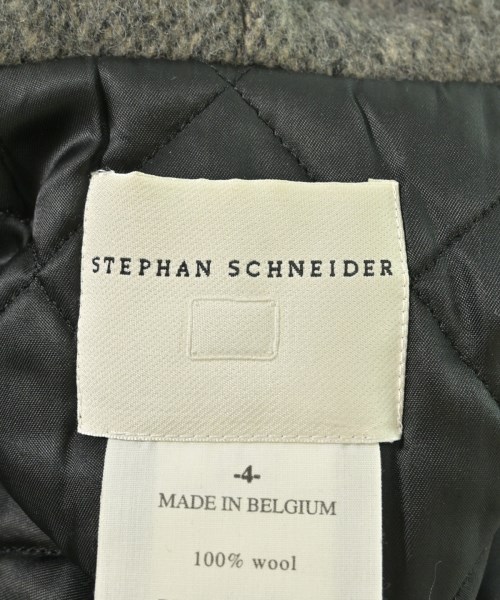 STEPHAN SCHNEIDER
-4-
MADE IN BELGIUM
100% wool